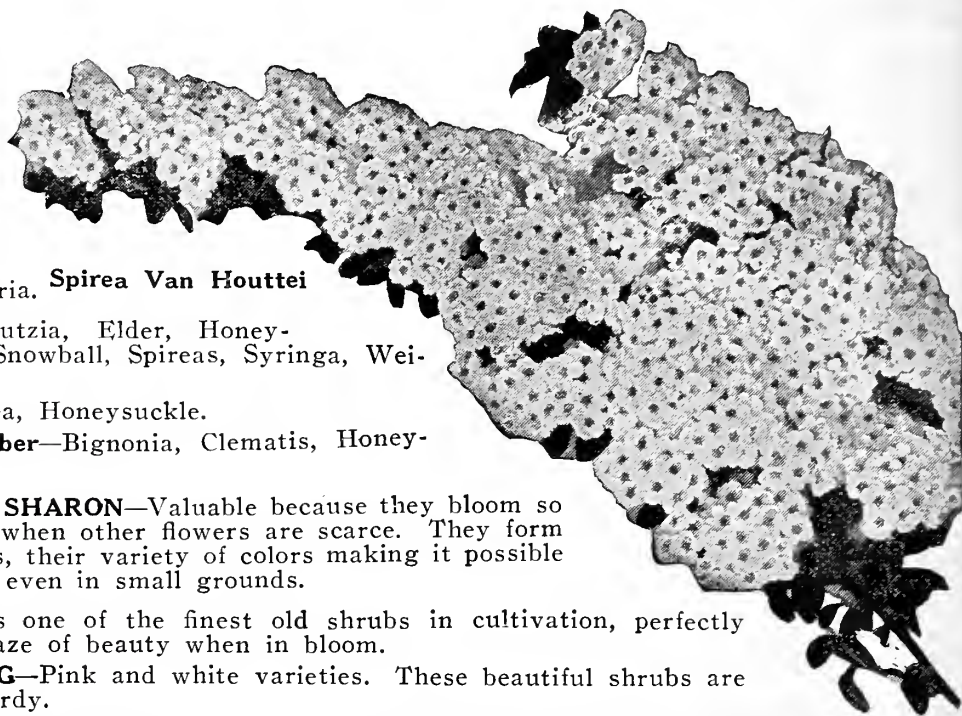 ria. Spirea Van Houttei
utzia, Elder, Honey-
Snowball, Spireas, Syringa, Wei-
a, Honeysuckle.
ber—Bignonia, Clematis, Honey-
SHARON—Valuable because they bloom so
when other flowers are scarce. They form
s, their variety of colors making it possible
even in small grounds.
s one of the finest old shrubs in cultivation, perfectly
aze of beauty when in bloom.
G—Pink and white varieties. These beautiful shrubs are
rdy.